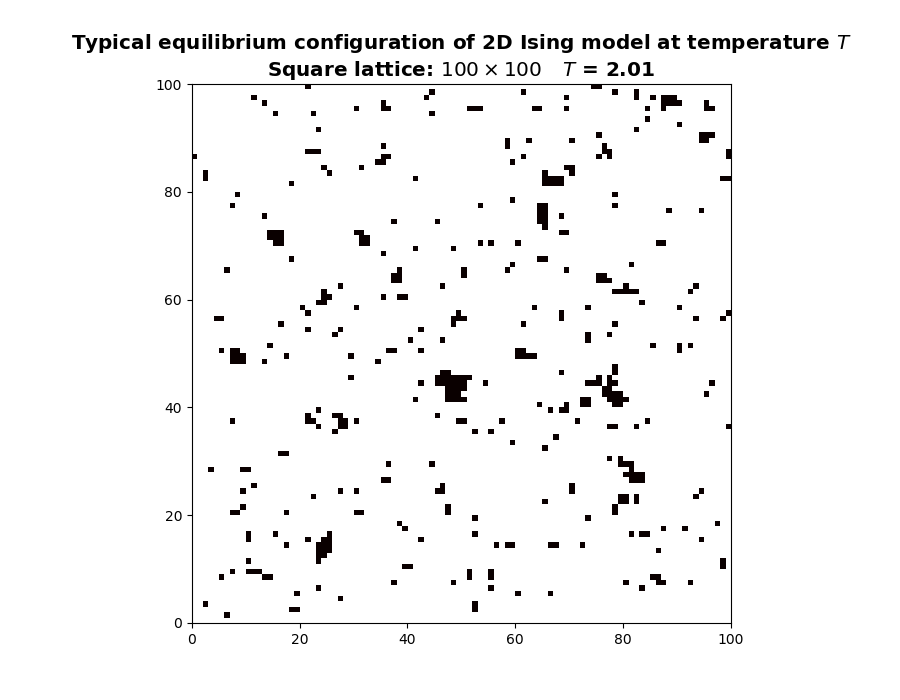 Typical equilibrium configuration of 2D Ising model at temperature T
Square lattice: 100 × 100 T = 2.01
100
80
60
40
20
0
0 20 40 60 80 100